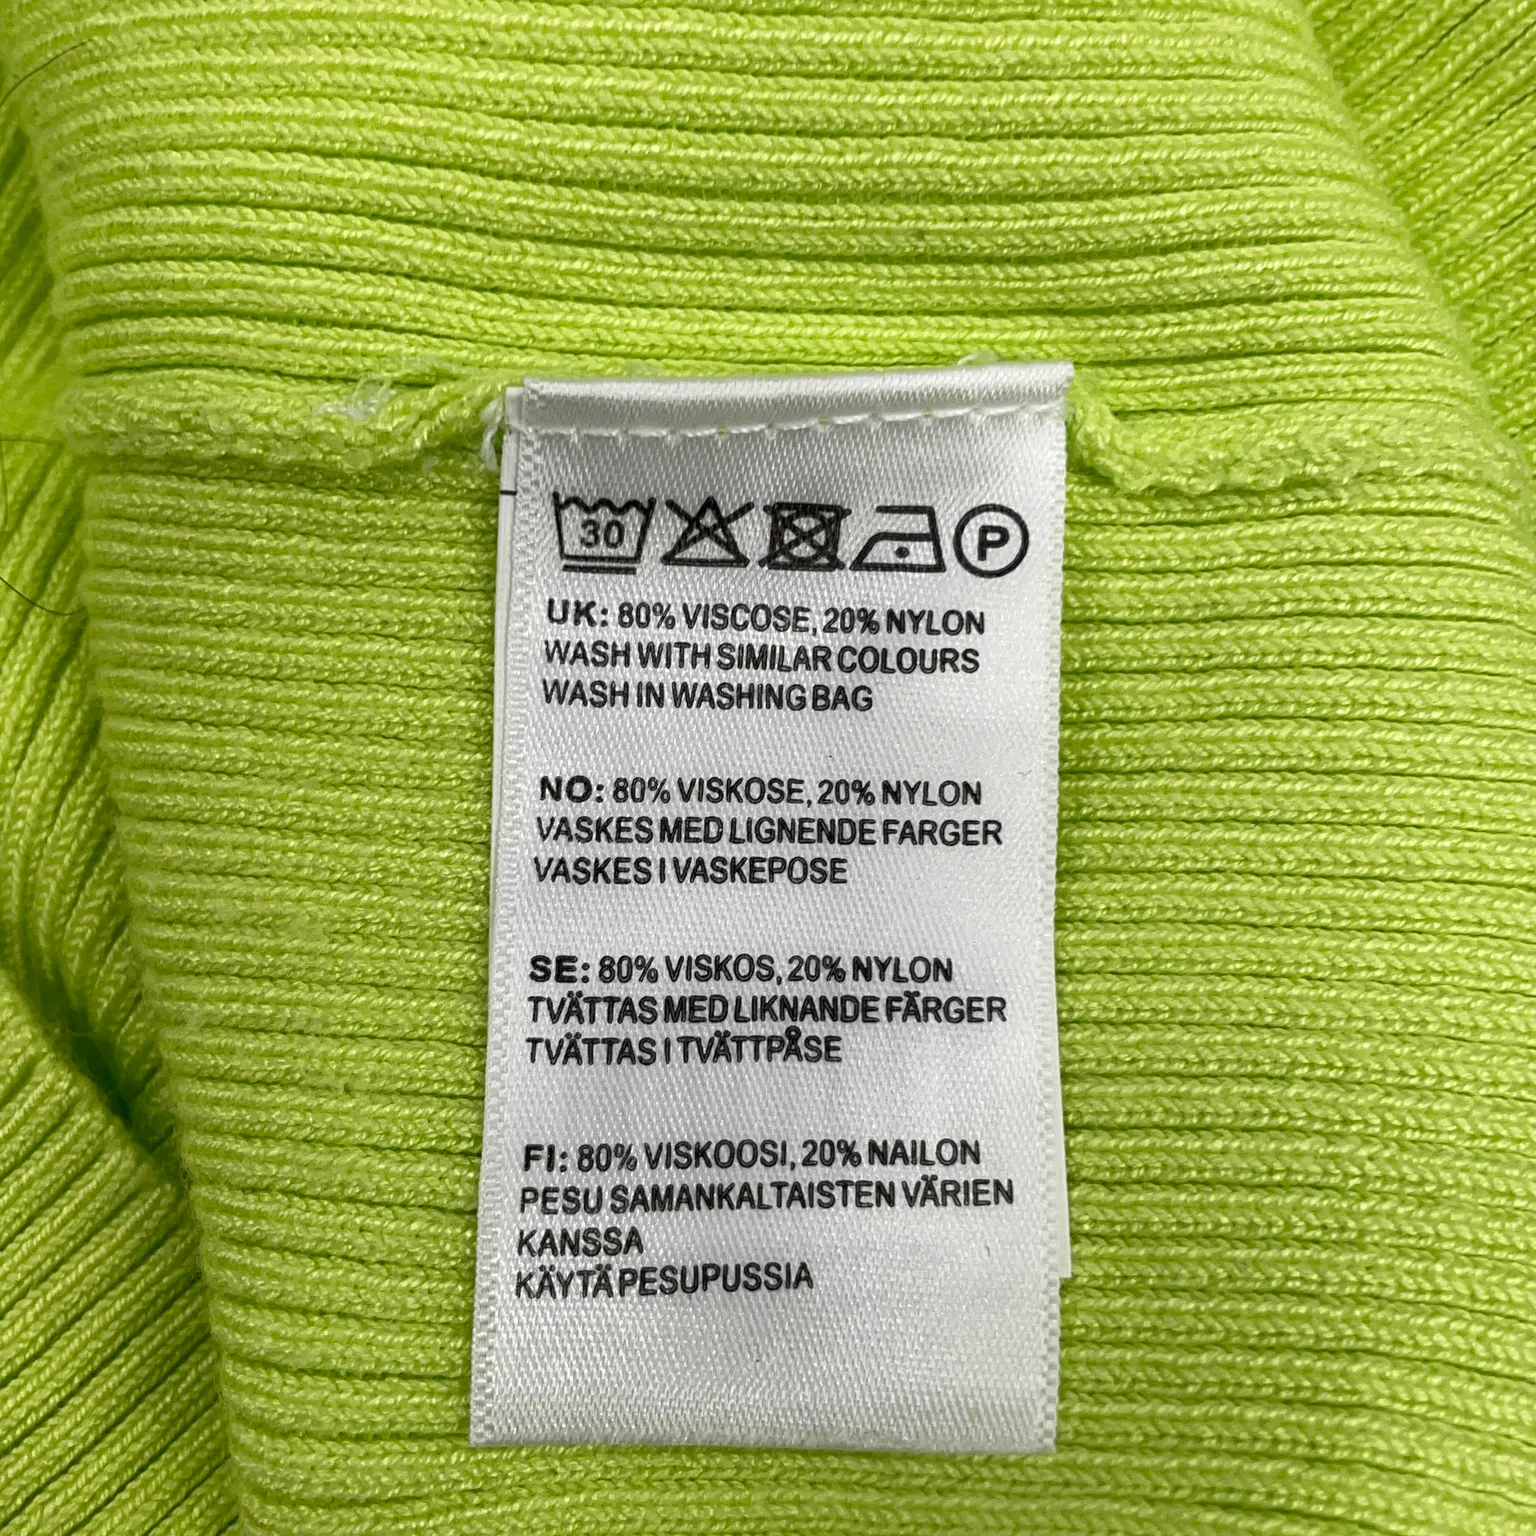 30 P
UK: 80% VISCOSE, 20% NYLON
WASH WITH SIMILAR COLOURS
WASH IN WASHING BAG
NO: 80% VISKOSE, 20% NYLON
VASKES MED LIGNENDE FARGER
VASKES I VASKEPOSE
SE: 80% VISKOS, 20% NYLON
TVÄTTAS MED LIKNANDE FÄRGER
TVÄTTAS I TVÄTTPÅSE
FI: 80% VISKOOSI, 20% NAILON
PESU SAMANKALTAISTEN VÄRIEN
KANSSA
KÄYTÄ PESUPUSSIA